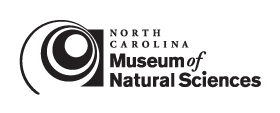 NORTH
CAROLINA
Museum of
Natural Sciences